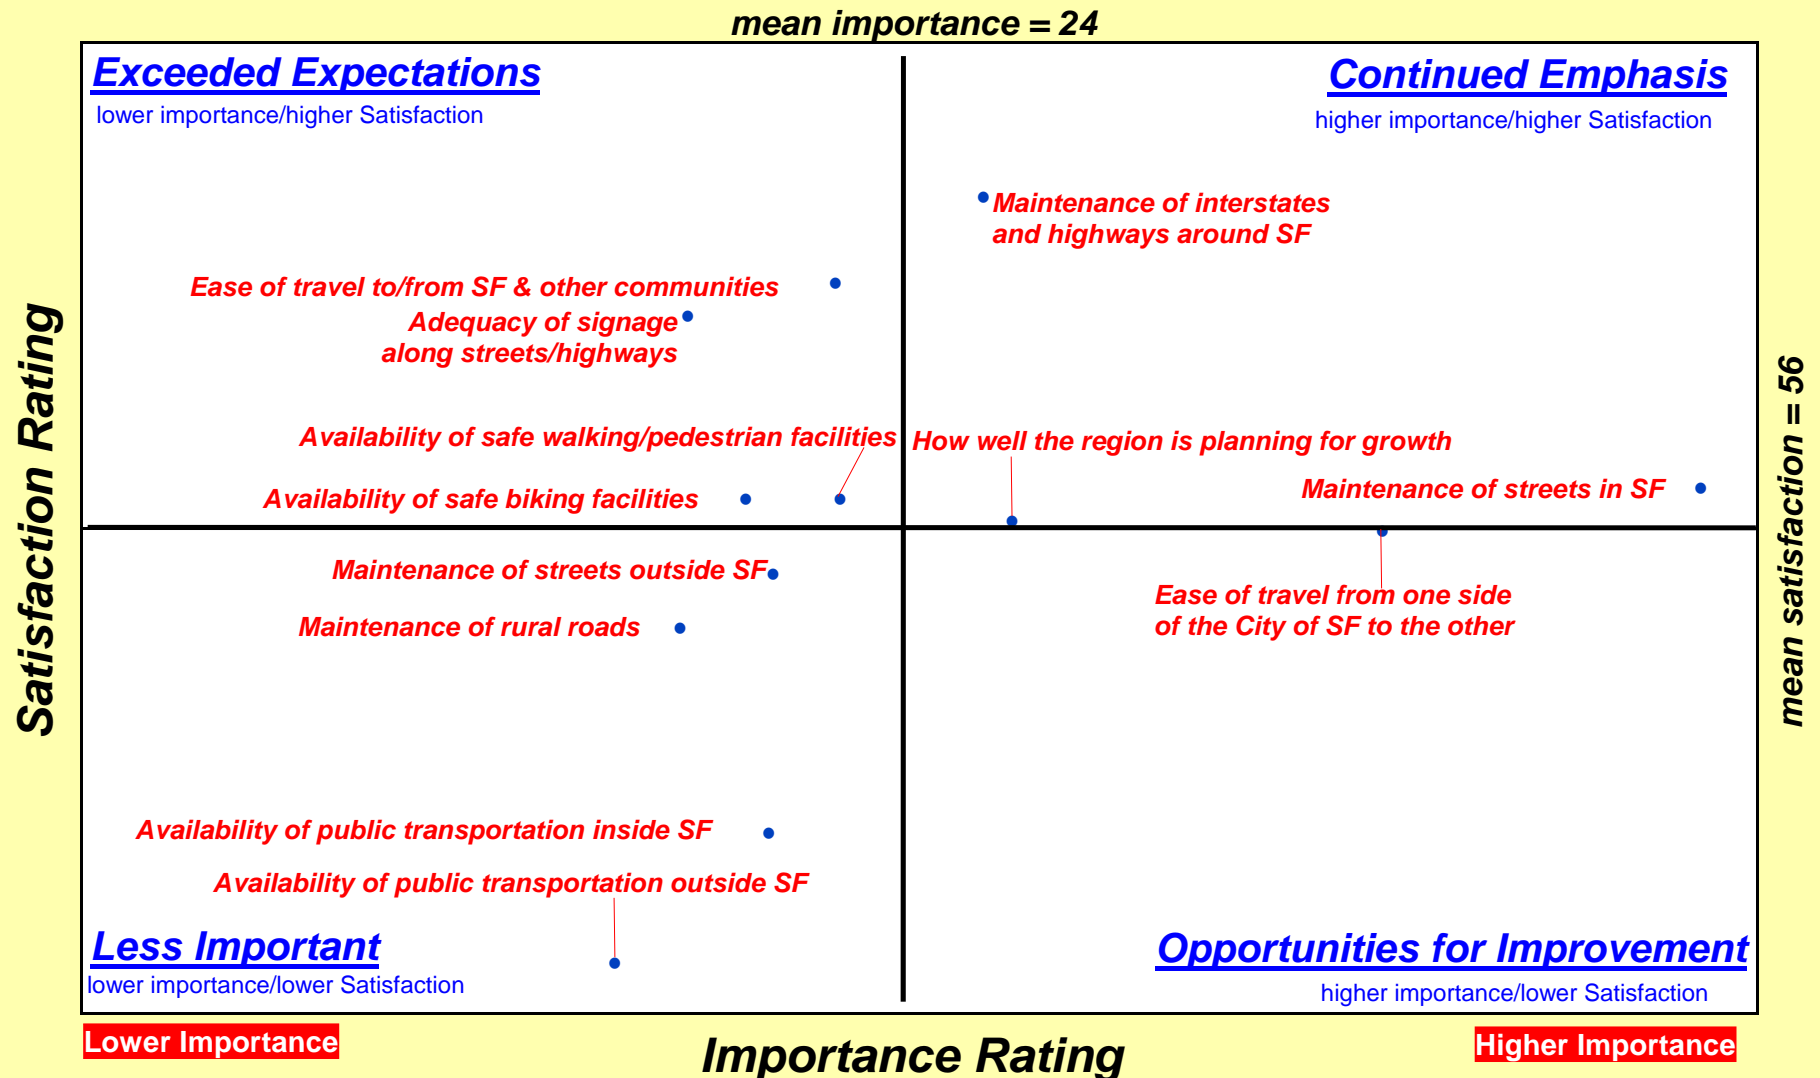 mean importance = 24
Exceeded Expectations
lower importance/higher Satisfaction
Continued Emphasis
higher importance/higher Satisfaction
Maintenance of interstates
and highways around SF
Ease of travel to/from SF & other communities
Adequacy of signage
along streets/highways
Availability of safe walking/pedestrian facilities
How well the region is planning for growth
Availability of safe biking facilities
Maintenance of streets in SF
Maintenance of streets outside SF
Maintenance of rural roads
Ease of travel from one side
of the City of SF to the other
Availability of public transportation inside SF
Availability of public transportation outside SF
Less Important
lower importance/lower Satisfaction
Opportunities for Improvement
higher importance/lower Satisfaction
Satisfaction Rating
mean satisfaction = 56
Lower Importance
Importance Rating
Higher Importance